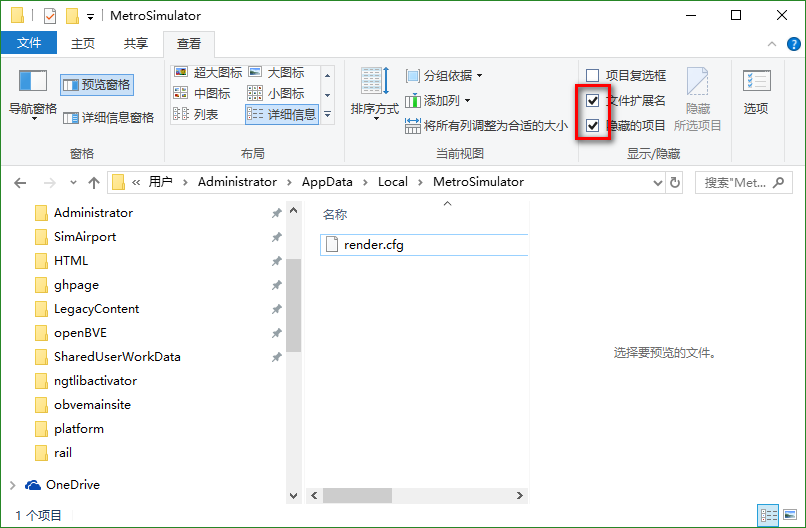 MetroSimulator
文件 主页 共享 查看
预览窗格
导航窗格
详细信息窗格
窗格
超大图标 大图标
中图标 小图标
列表 详细信息
布局
排序方式
分组依据
添加列
将所有列调整为合适的大小
当前视图
项目复选框
文件扩展名
隐藏的项目
隐藏
所选项目
显示/隐藏
选项
« 用户 Administrator AppData Local MetroSimulator
搜索"Met...
Administrator
SimAirport
HTML
ghpage
LegacyContent
openBVE
SharedUserWorkData
ngtlibactivator
obvemainsite
platform
rail
OneDrive
名称
render.cfg
选择要预览的文件。
1 个项目